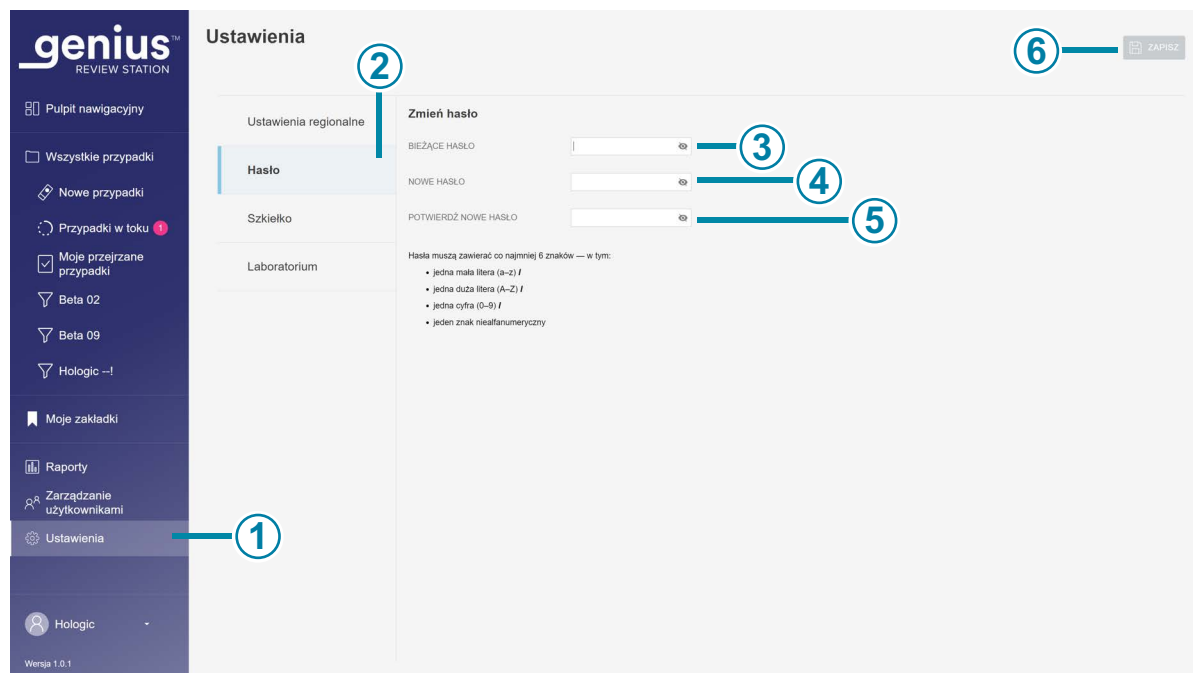 genius™
REVIEW STATION
Pulpit nawigacyjny
Wszystkie przypadki
Nowe przypadki
Przypadki w toku 1
Moje przejrzane
przypadki
Beta 02
Beta 09
Hologic --!
Moje zakładki
Raporty
Zarządzanie
użytkownikami
Ustawienia
1
Hologic
Wersja 1.0.1
Ustawienia
2
6
ZAPISZ
Ustawienia regionalne
Hasło
Szkiełko
Laboratorium
Zmień hasło
BIEŻĄCE HASŁO
3
NOWE HASŁO
4
POTWIERDŹ NOWE HASŁO
5
Hasła muszą zawierać co najmniej 6 znaków — w tym:
• jedna mała litera (a–z) /
• jedna duża litera (A–Z) /
• jedna cyfra (0–9) /
• jeden znak niealfanumeryczny